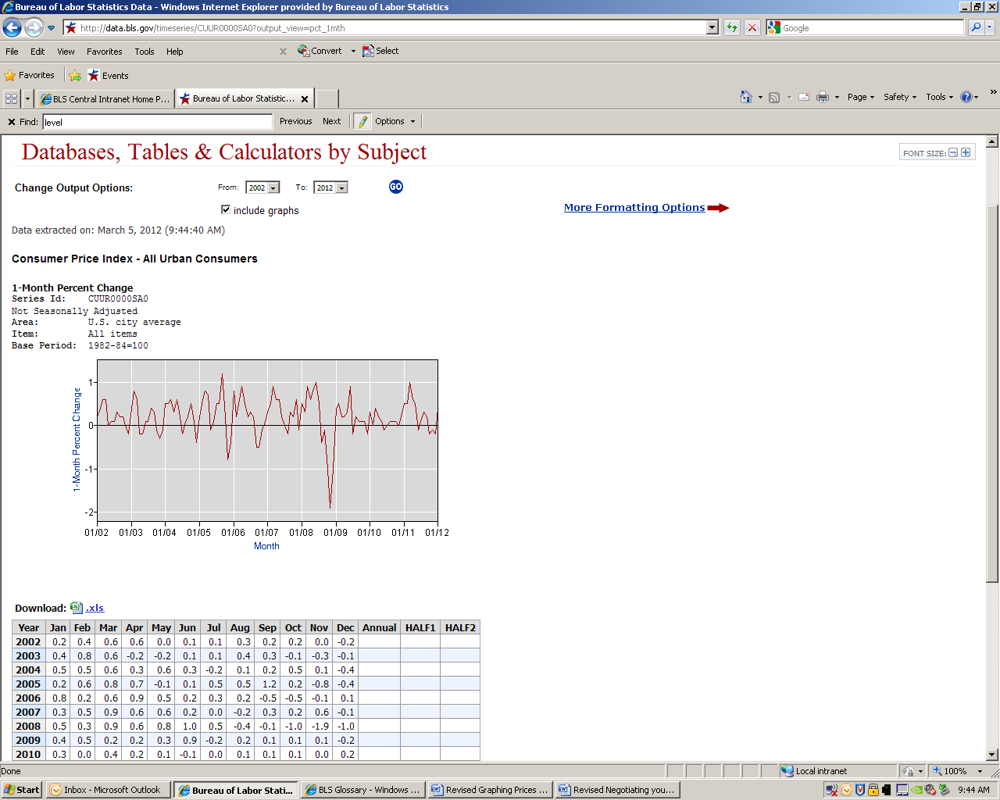 Bureau of Labor Statistics Data - Windows Internet Explorer provided by Bureau of Labor Statistics
http://data.bls.gov/timeseries/CUUR0000SA0?output_view=pct_1mth
Google
File Edit View Favorites Tools Help x Convert Select
Favorites Events
BLS Central Intranet Home P... Bureau of Labor Statistic... Page Safety Tools »
Find: level Previous Next Options
Databases, Tables & Calculators by Subject
FONT SIZE:
Change Output Options: From: 2002 To: 2012 GO
include graphs
More Formatting Options
Data extracted on: March 5, 2012 (9:44:40 AM)
Consumer Price Index - All Urban Consumers
1-Month Percent Change
Series Id: CUUR0000SA0
Not Seasonally Adjusted
Area: U.S. city average
Item: All items
Base Period: 1982-84=100
1-Month Percent Change
1
0
-1
-2
01/02 01/03 01/04 01/05 01/06 01/07 01/08 01/09 01/10 01/11 01/12
Month
Download: .xls
Year Jan Feb Mar Apr May Jun Jul Aug Sep Oct Nov Dec Annual HALF1 HALF2
2002 0.2 0.4 0.6 0.6 0.0 0.1 0.1 0.3 0.2 0.2 0.0 -0.2
2003 0.4 0.8 0.6 -0.2 -0.2 0.1 0.1 0.4 0.3 -0.1 -0.3 -0.1
2004 0.5 0.5 0.6 0.3 0.6 0.3 -0.2 0.1 0.2 0.5 0.1 -0.4
2005 0.2 0.6 0.8 0.7 -0.1 0.1 0.5 0.5 1.2 0.2 -0.8 -0.4
2006 0.8 0.2 0.6 0.9 0.5 0.2 0.3 0.2 -0.5 -0.5 -0.1 0.1
2007 0.3 0.5 0.9 0.6 0.6 0.2 0.0 -0.2 0.3 0.2 0.6 -0.1
2008 0.5 0.3 0.9 0.6 0.8 1.0 0.5 -0.4 -0.1 -1.0 -1.9 -1.0
2009 0.4 0.5 0.2 0.2 0.3 0.9 -0.2 0.2 0.1 0.1 0.1 -0.2
2010 0.3 0.0 0.4 0.2 0.1 -0.1 0.0 0.1 0.1 0.1 0.0 0.2
Done Local intranet 100%
Start Inbox - Microsoft Outlook Bureau of Labor Stati... BLS Glossary - Windows ... Revised Graphing Prices ... Revised Negotiating you... 9:44 AM